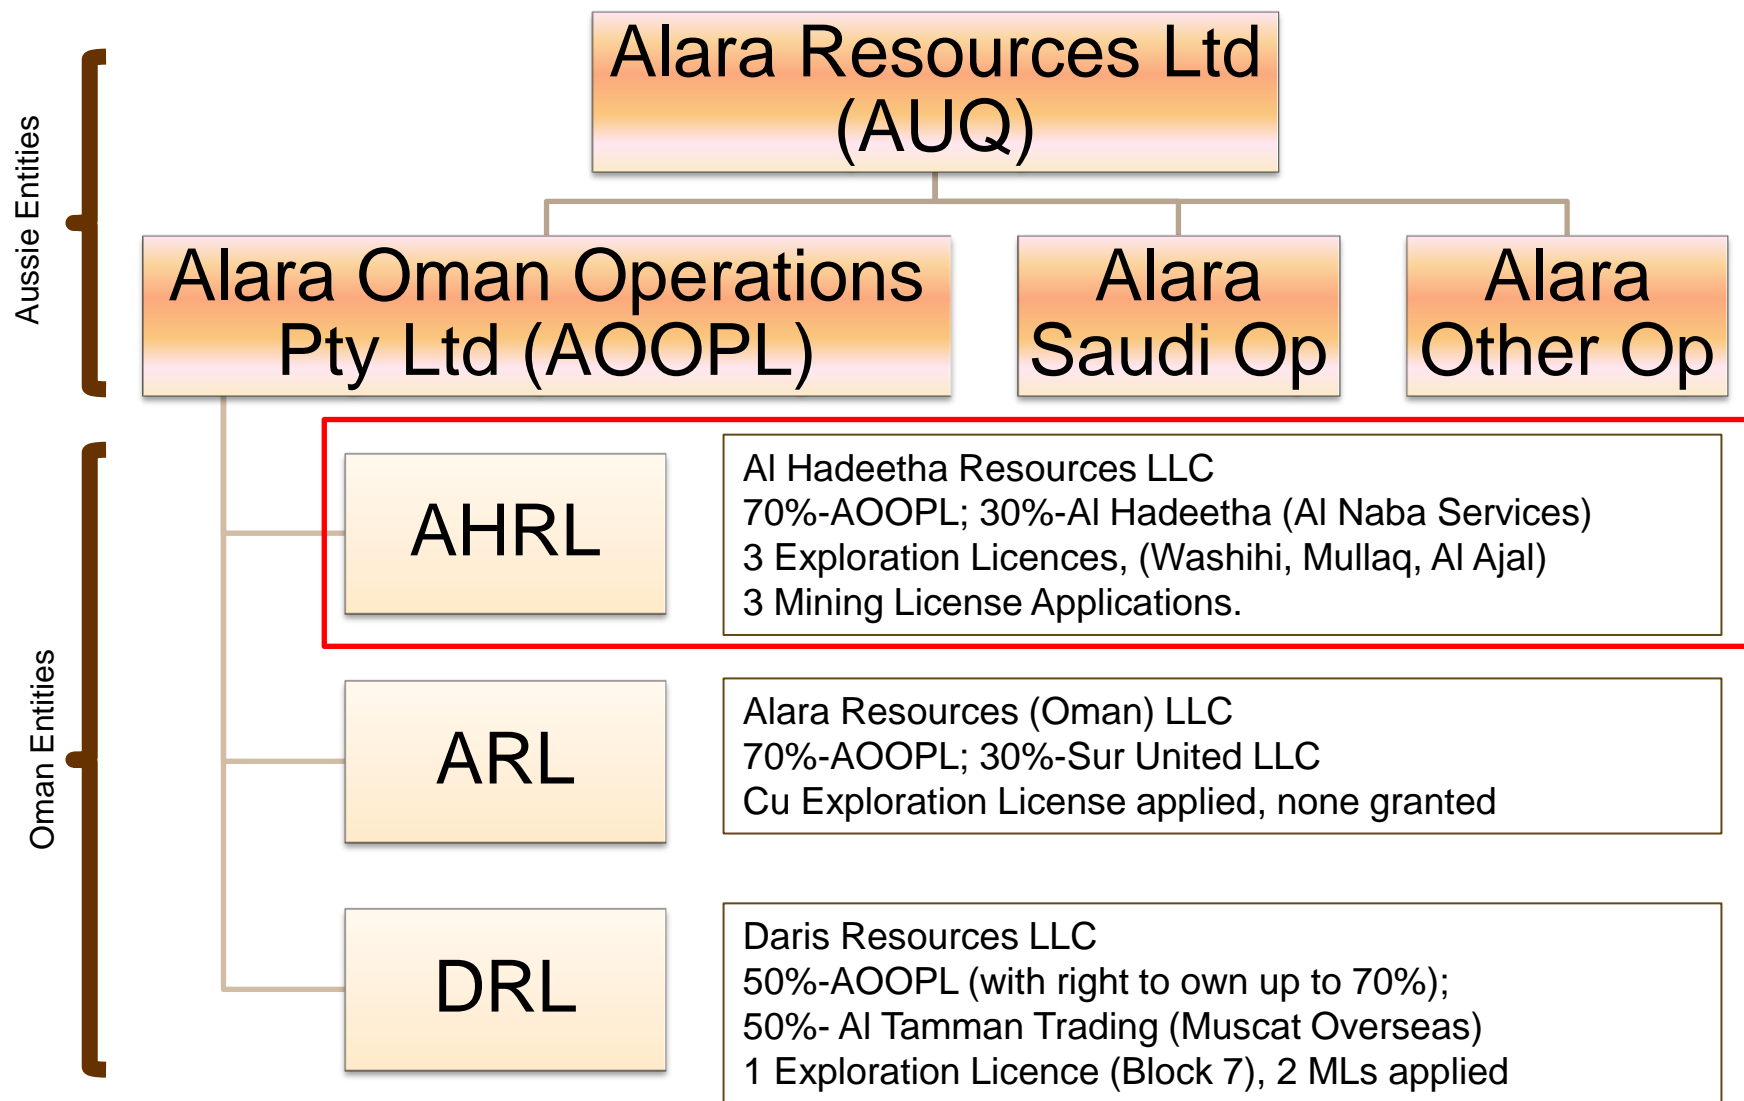 Alara Resources Ltd
(AUQ)
Aussie Entities
Alara Oman Operations
Pty Ltd (AOOPL)
Alara
Saudi Op
Alara
Other Op
Oman Entities
AHRL
Al Hadeetha Resources LLC
70%-AOOPL; 30%-Al Hadeetha (Al Naba Services)
3 Exploration Licences, (Washihi, Mullaq, Al Ajal)
3 Mining License Applications.
ARL
Alara Resources (Oman) LLC
70%-AOOPL; 30%-Sur United LLC
Cu Exploration License applied, none granted
DRL
Daris Resources LLC
50%-AOOPL (with right to own up to 70%);
50%- Al Tamman Trading (Muscat Overseas)
1 Exploration Licence (Block 7), 2 MLs applied